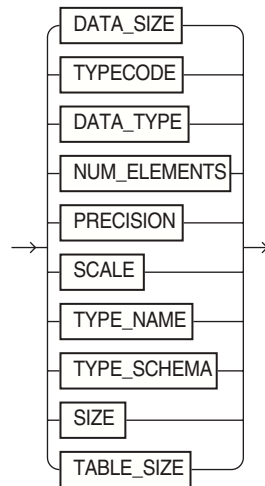 DATA_SIZE
TYPECODE
DATA_TYPE
NUM_ELEMENTS
PRECISION
SCALE
TYPE_NAME
TYPE_SCHEMA
SIZE
TABLE_SIZE